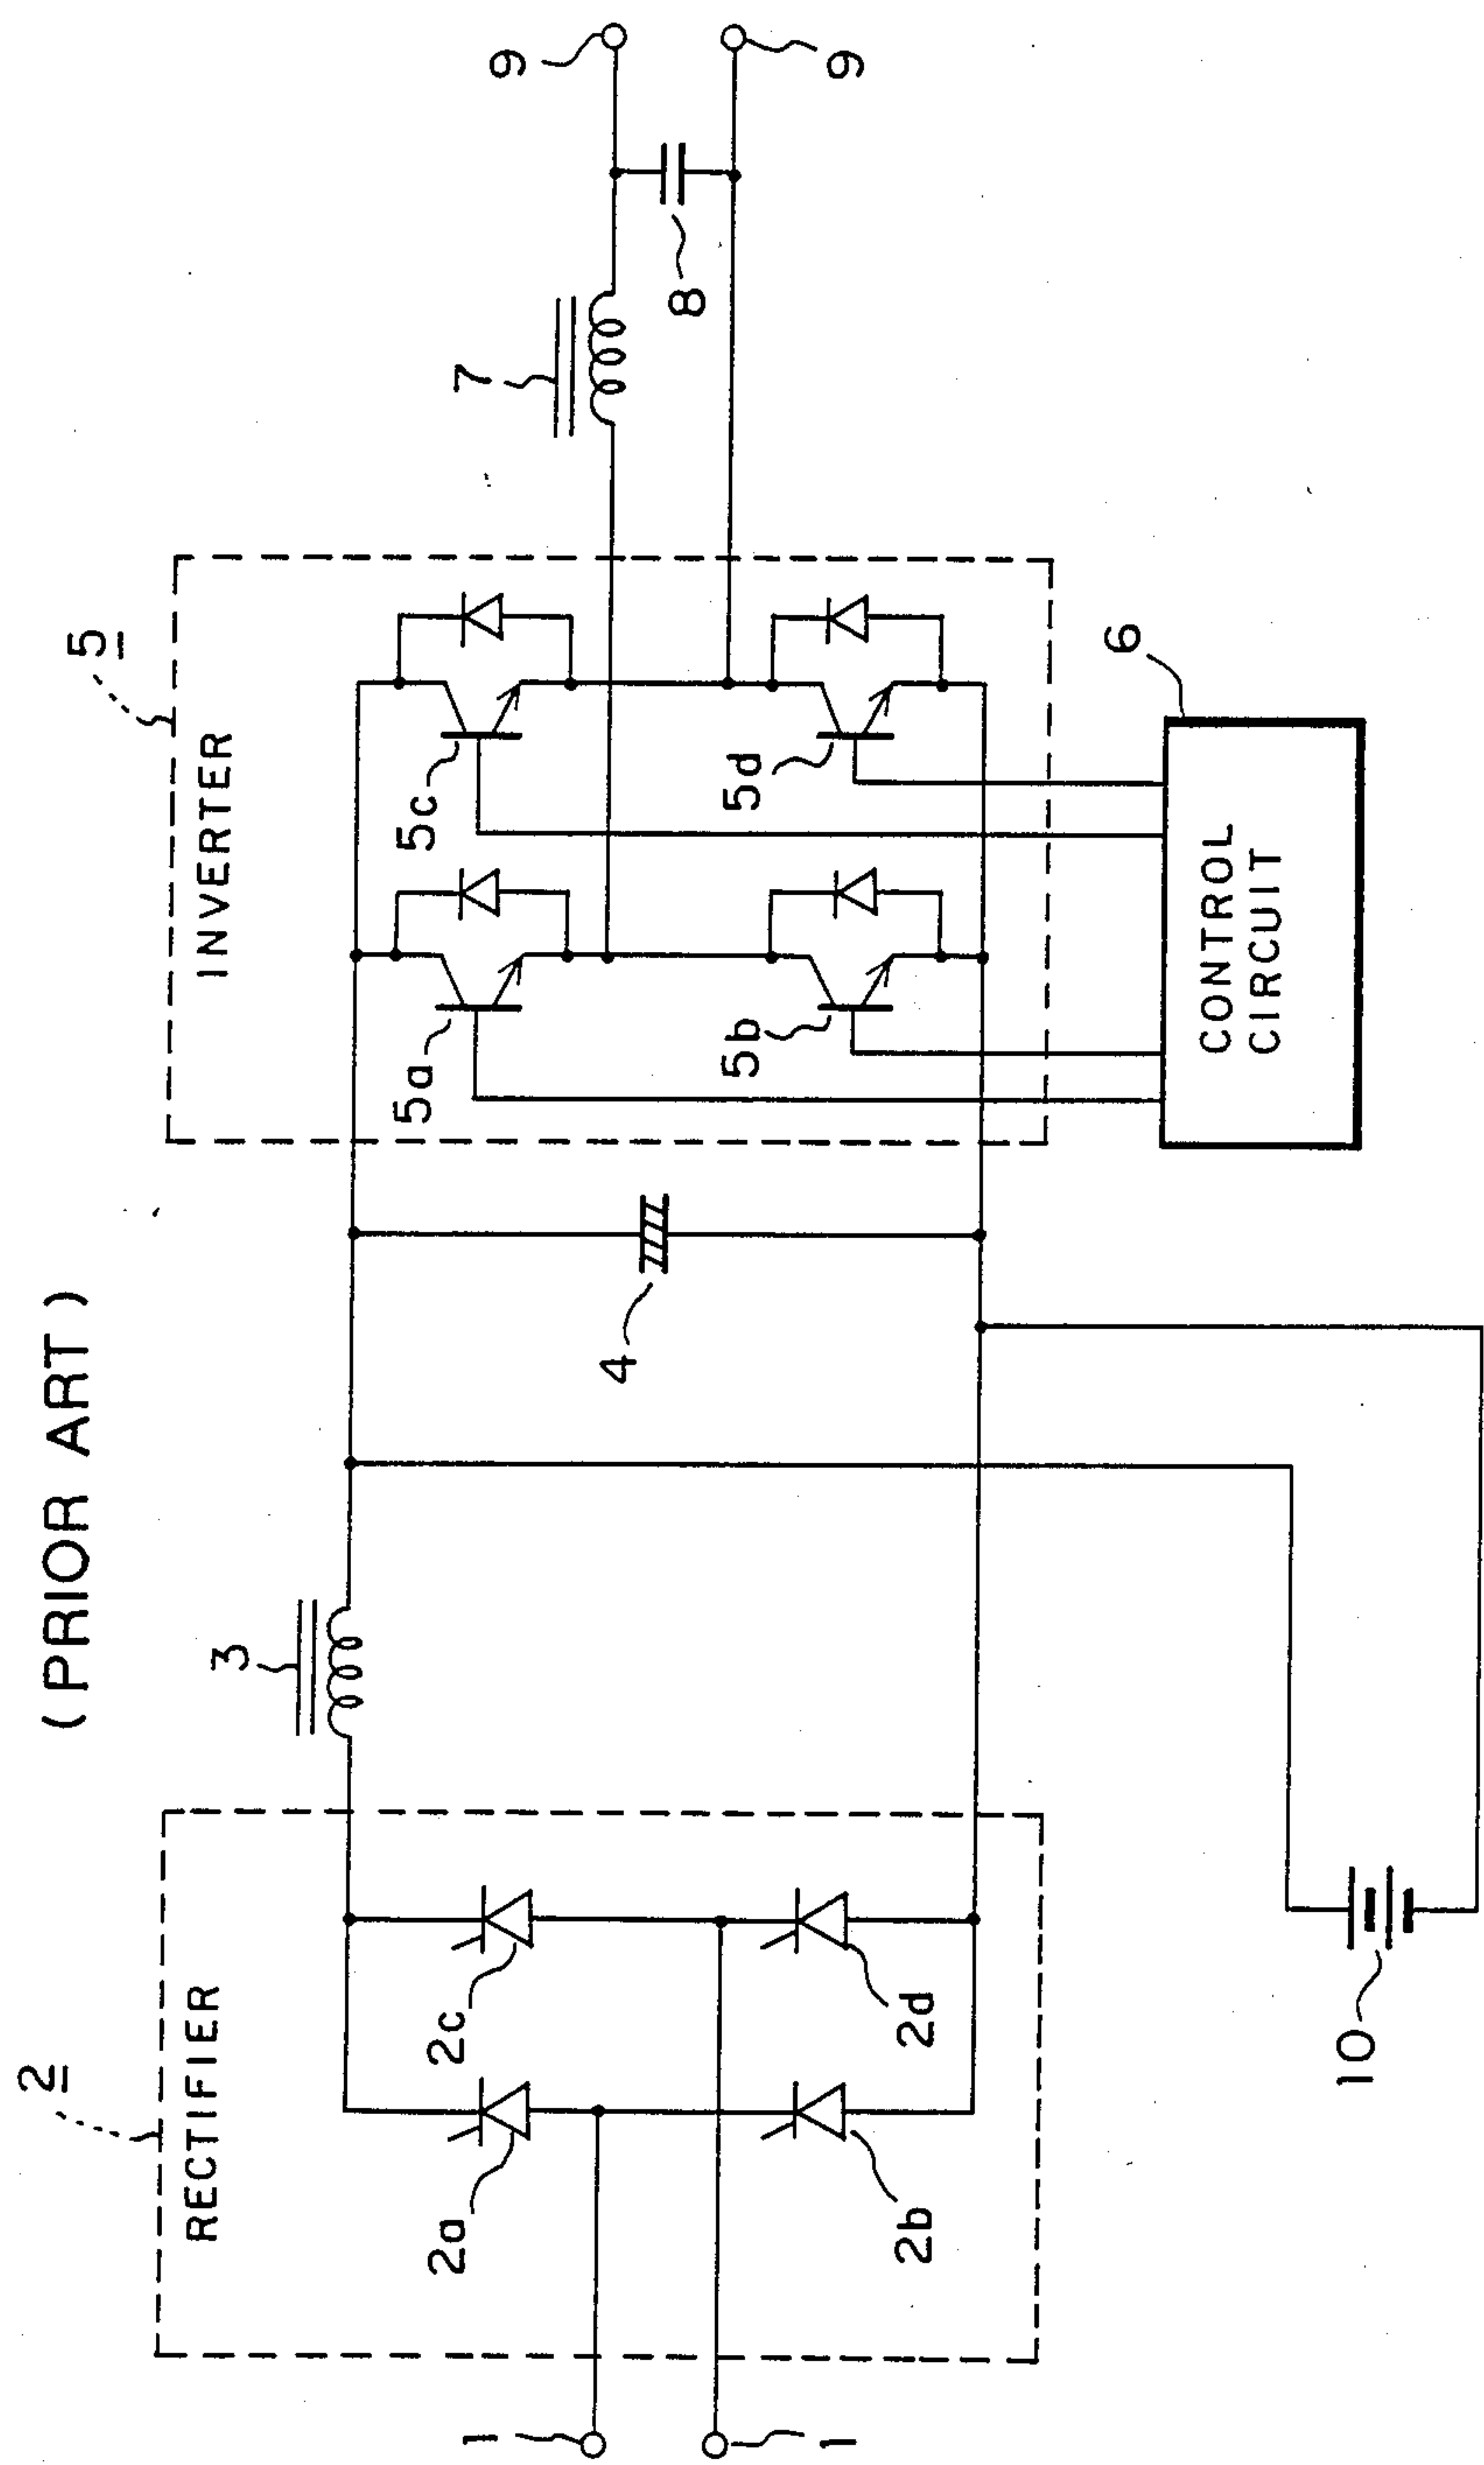 (PRIOR ART)
2
RECTIFIER
2a
2c
2b
2d
1
1
3
4
10
5
INVERTER
5a
5c
5b
5d
6
CONTROL
CIRCUIT
7
8
9
9